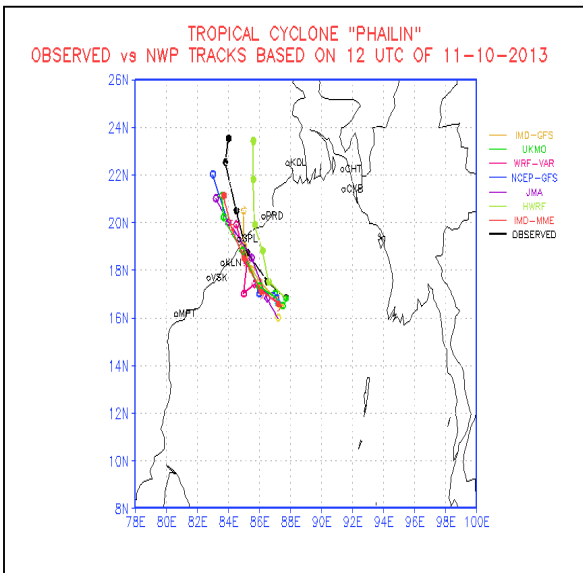 TROPICAL CYCLONE "PHAILIN"
OBSERVED vs NWP TRACKS BASED ON 12 UTC OF 11-10-2013
26N
24N
22N
20N
18N
16N
14N
12N
10N
8N
78E 80E 82E 84E 86E 88E 90E 92E 94E 96E 98E 100E
KDL
CHT
CXB
PRD
GPL
KLN
VSK
MPT
IMD-GFS
UKMO
WRF-VAR
NCEP-GFS
JMA
HWRF
IMD-MME
OBSERVED